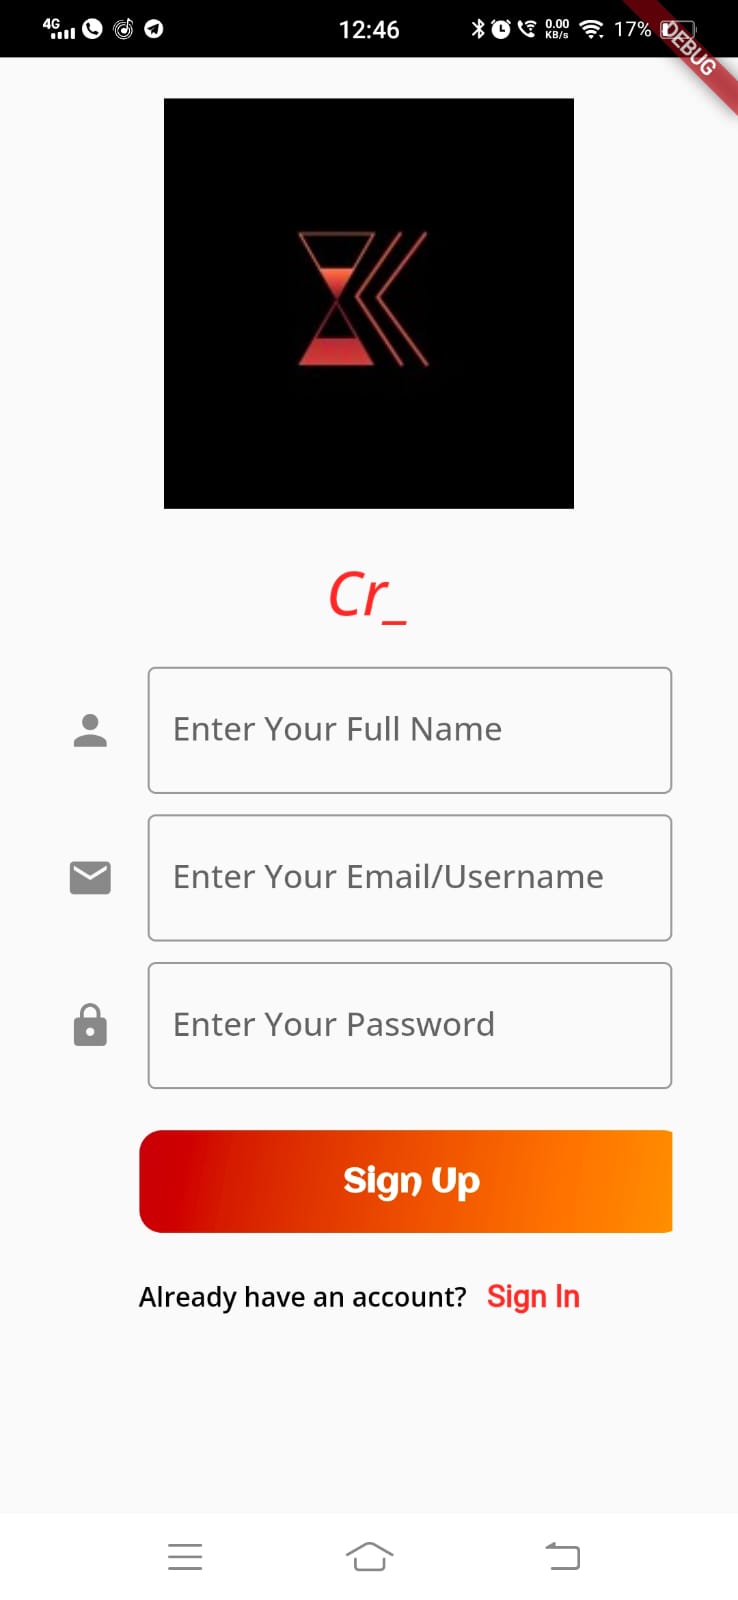 4G 12:46 0.00 KB/s 17%
DEBUG
Cr_
Enter Your Full Name
Enter Your Email/Username
Enter Your Password
Sign Up
Already have an account? Sign In